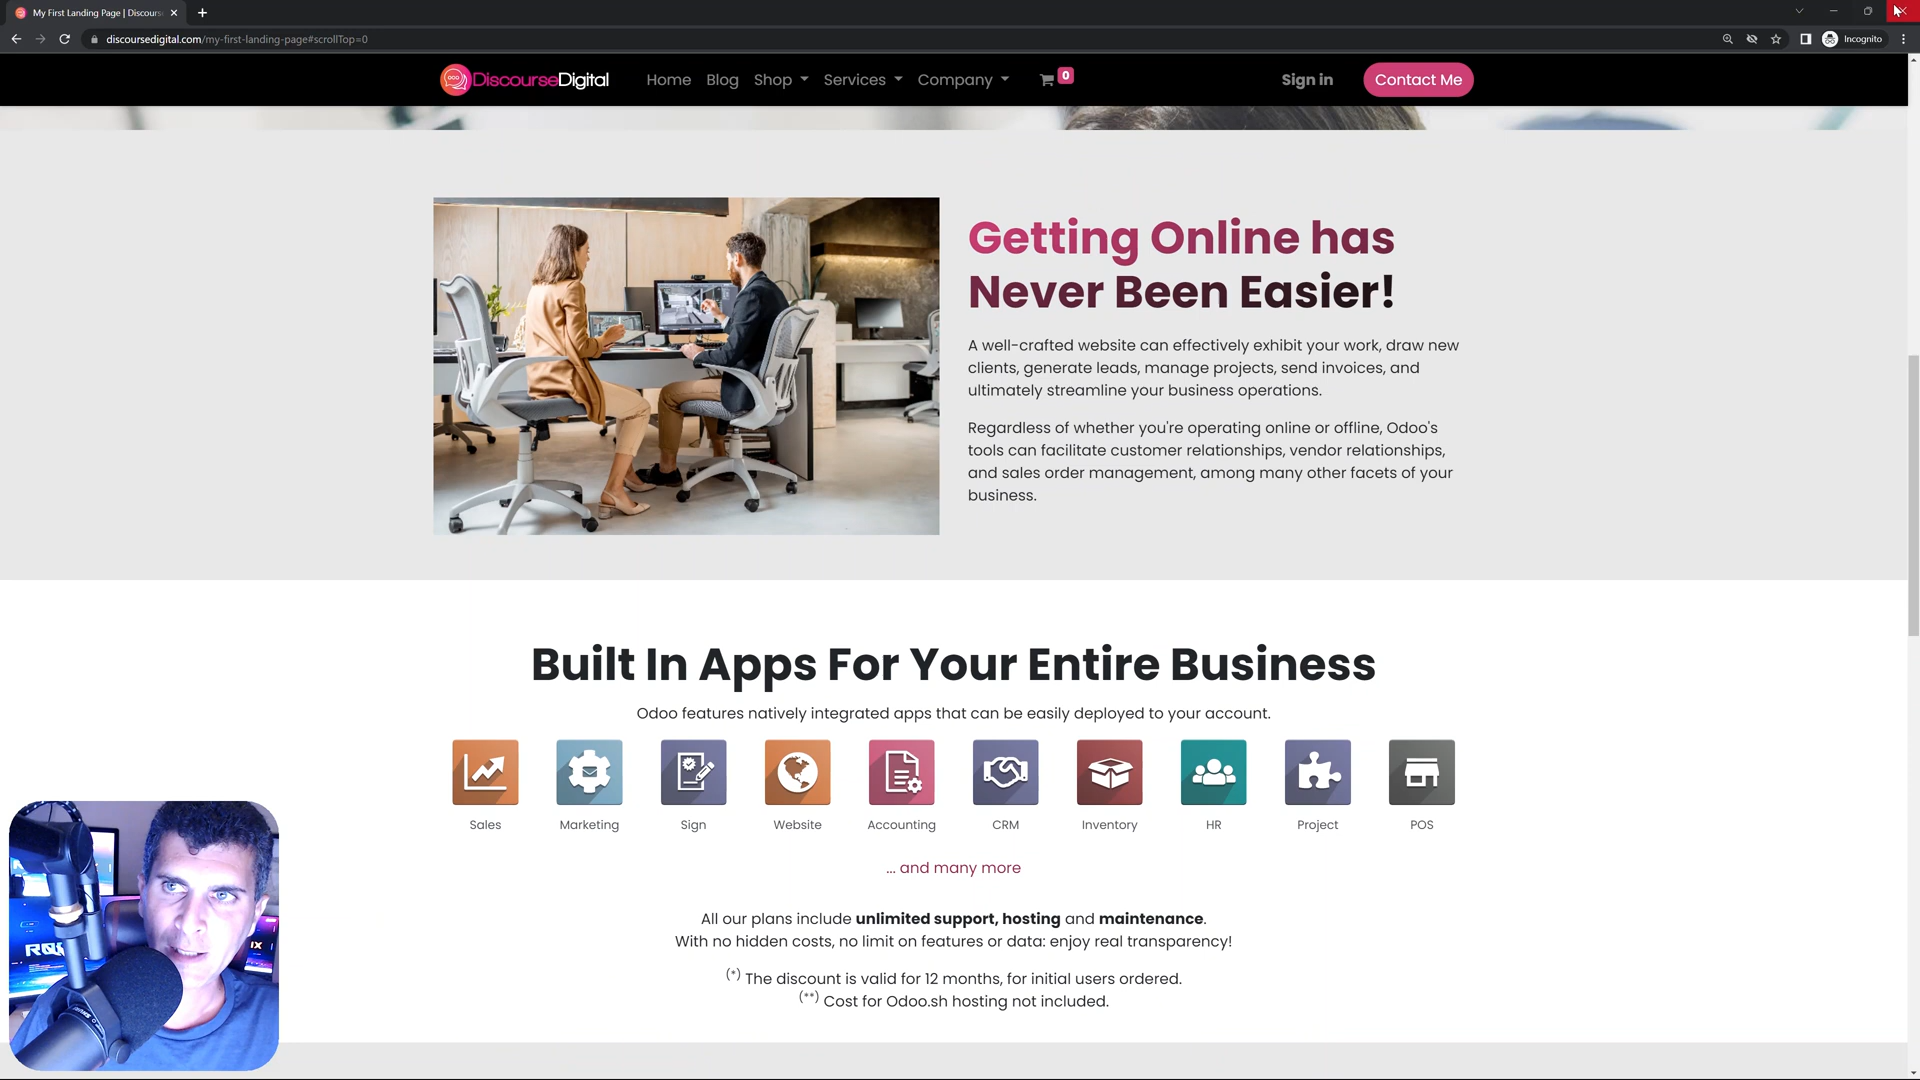 My First Landing Page | Discours
discoursedigital.com/my-first-landing-page#scrollTop=0
Incognito
DiscourseDigital
Home
Blog
Shop
Services
Company
0
Sign in
Contact Me
Getting Online has
Never Been Easier!
A well-crafted website can effectively exhibit your work, draw new
clients, generate leads, manage projects, send invoices, and
ultimately streamline your business operations.
Regardless of whether you're operating online or offline, Odoo's
tools can facilitate customer relationships, vendor relationships,
and sales order management, among many other facets of your
business.
Built In Apps For Your Entire Business
Odoo features natively integrated apps that can be easily deployed to your account.
Sales
Marketing
Sign
Website
Accounting
CRM
Inventory
HR
Project
POS
... and many more
All our plans include unlimited support, hosting and maintenance.
With no hidden costs, no limit on features or data: enjoy real transparency!
(*) The discount is valid for 12 months, for initial users ordered.
(**) Cost for Odoo.sh hosting not included.